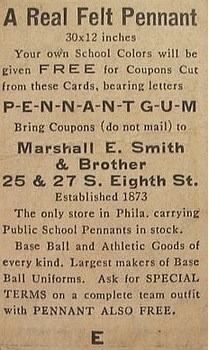 A Real Felt Pennant
30x12 inches
Your own School Colors will be
given FREE for Coupons Cut
from these Cards, bearing letters
P-E-N-N-A-N-T G-U-M
Bring Coupons (do not mail) to
Marshall E. Smith
& Brother
25 & 27 S. Eighth St.
Established 1873
The only store in Phila. carrying
Public School Pennants in stock.
Base Ball and Athletic Goods of
every kind. Largest makers of Base
Ball Uniforms. Ask for SPECIAL
TERMS on a complete team outfit
with PENNANT ALSO FREE.
E